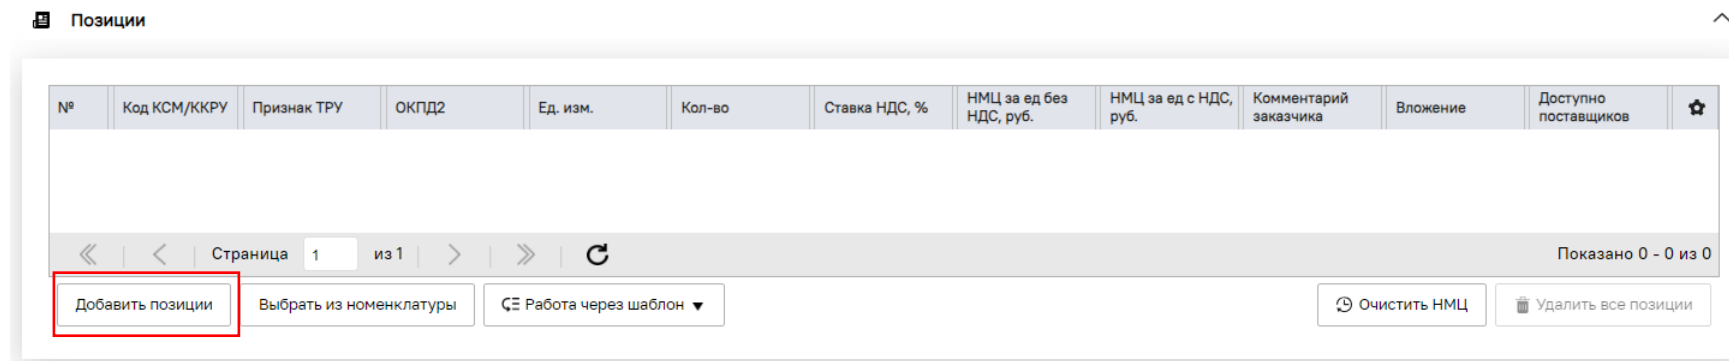 Позиции
№ Код КСМ/ККРУ Признак ТРУ ОКПД2 Ед. изм. Кол-во Ставка НДС, % НМЦ за ед без НДС, руб. НМЦ за ед с НДС, руб. Комментарий заказчика Вложение Доступно поставщиков
Страница 1 из 1 Показано 0 - 0 из 0
Добавить позиции Выбрать из номенклатуры Работа через шаблон Очистить НМЦ Удалить все позиции